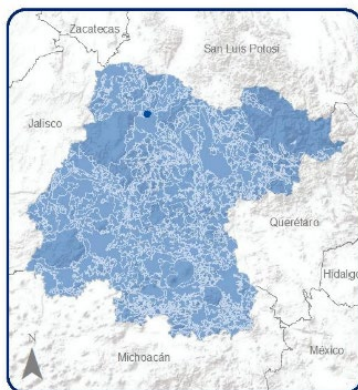 Zacatecas
San Luis Potosí
Jalisco
Querétaro
Hidalgo
N
México
Michoacán